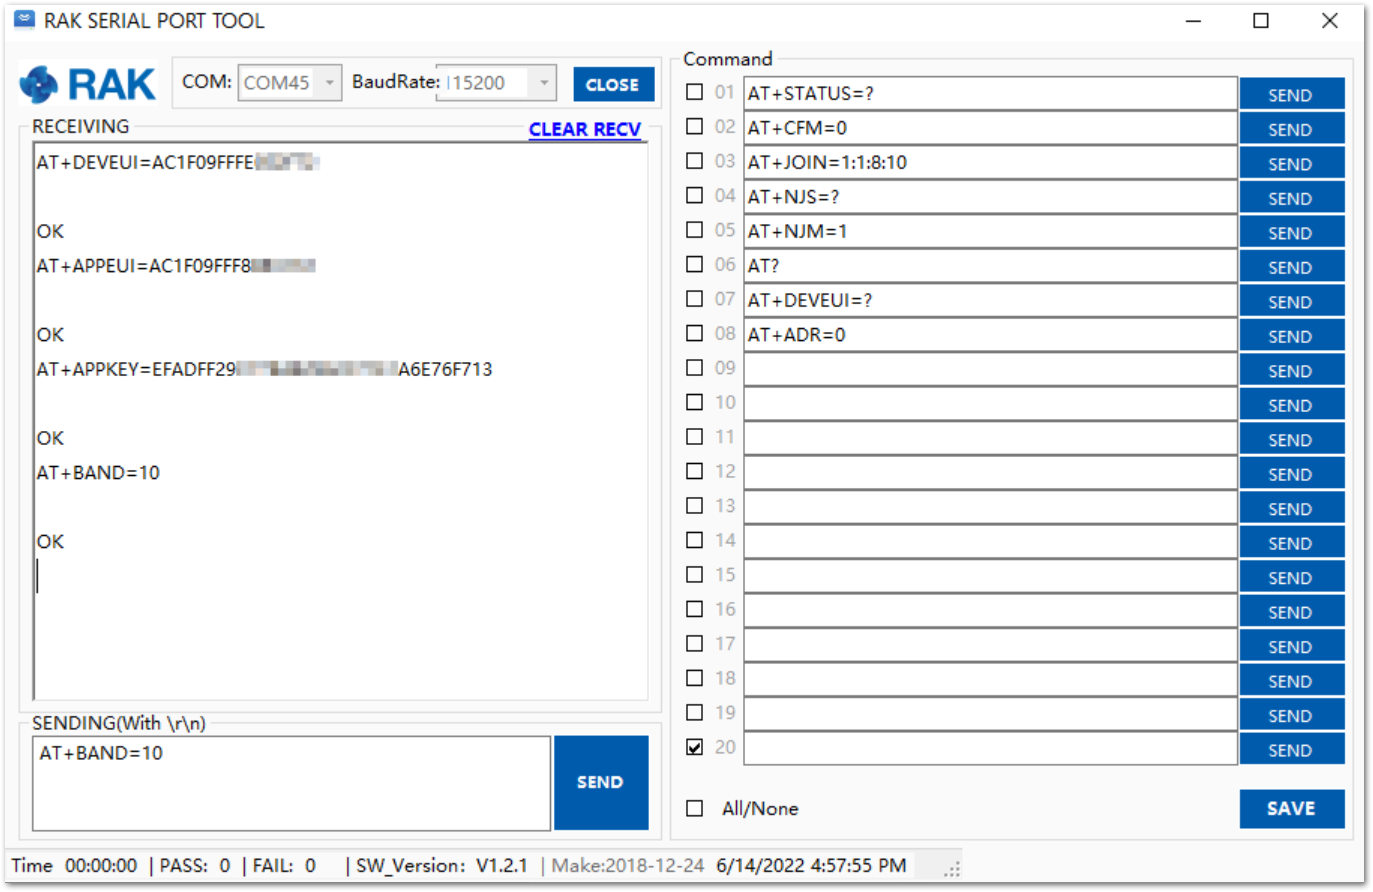 RAK SERIAL PORT TOOL
RAK
COM: COM45 BaudRate: 115200 CLOSE
RECEIVING
CLEAR RECV
AT+DEVEUI=AC1F09FFFE
OK
AT+APPEUI=AC1F09FFF8
OK
AT+APPKEY=EFADFF29 A6E76F713
OK
AT+BAND=10
OK
SENDING(With \r\n)
AT+BAND=10
SEND
Command
01 AT+STATUS=? SEND
02 AT+CFM=0 SEND
03 AT+JOIN=1:1:8:10 SEND
04 AT+NJS=? SEND
05 AT+NJM=1 SEND
06 AT? SEND
07 AT+DEVEUI=? SEND
08 AT+ADR=0 SEND
09 SEND
10 SEND
11 SEND
12 SEND
13 SEND
14 SEND
15 SEND
16 SEND
17 SEND
18 SEND
19 SEND
20 SEND
All/None SAVE
Time 00:00:00 | PASS: 0 | FAIL: 0 | SW_Version: V1.2.1 | Make:2018-12-24 6/14/2022 4:57:55 PM